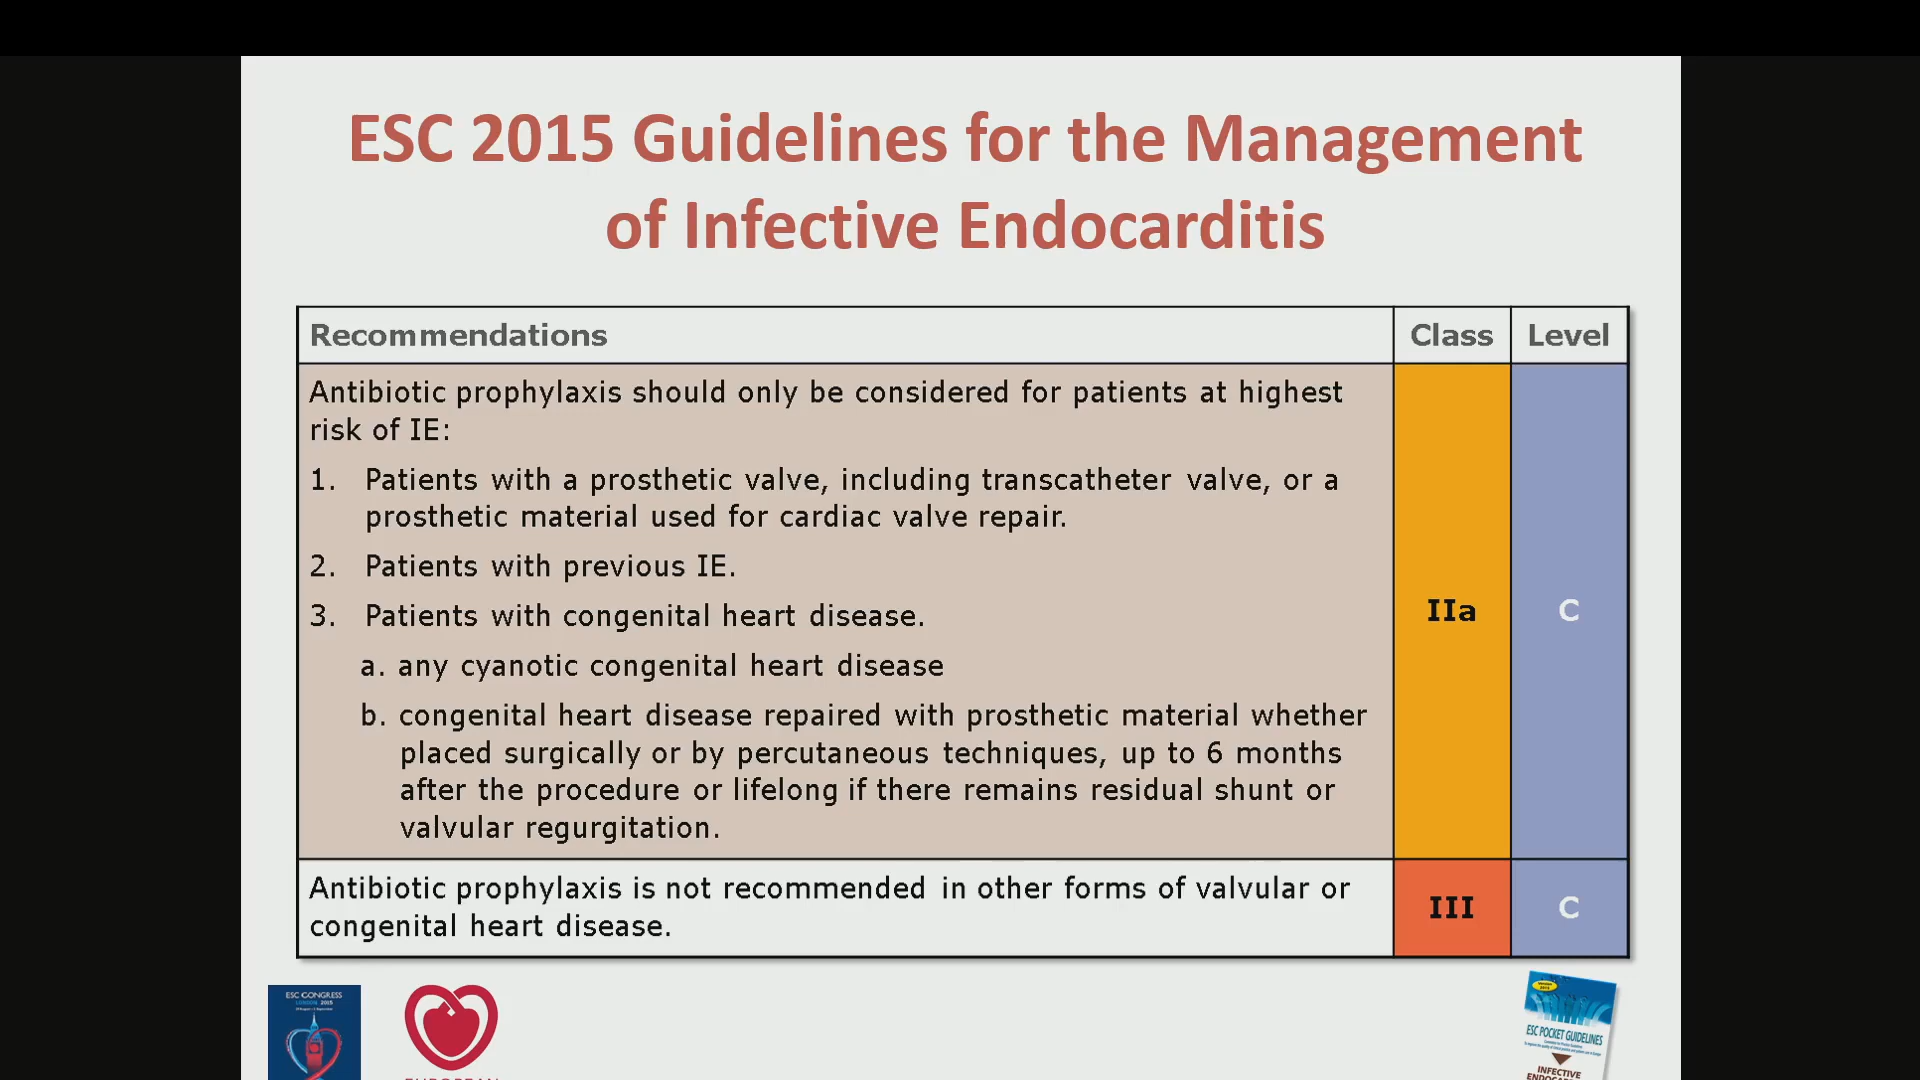 ESC 2015 Guidelines for the Management
of Infective Endocarditis
Recommendations Class Level
Antibiotic prophylaxis should only be considered for patients at highest
risk of IE:
1. Patients with a prosthetic valve, including transcatheter valve, or a
prosthetic material used for cardiac valve repair.
2. Patients with previous IE.
3. Patients with congenital heart disease.
a. any cyanotic congenital heart disease
b. congenital heart disease repaired with prosthetic material whether
placed surgically or by percutaneous techniques, up to 6 months
after the procedure or lifelong if there remains residual shunt or
valvular regurgitation.
IIa C
Antibiotic prophylaxis is not recommended in other forms of valvular or
congenital heart disease.
III C
ESC CONGRESS
LONDON 2015
ESC POCKET GUIDELINES
INFECTIVE